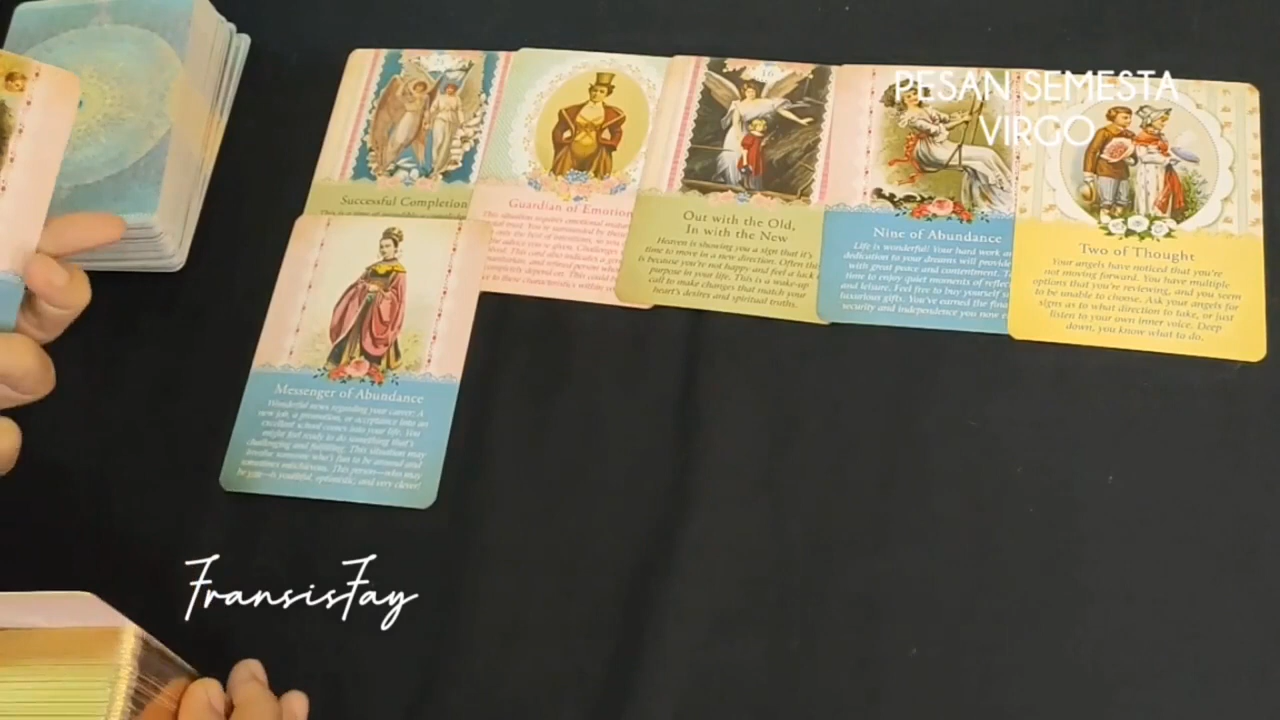 PESAN SEMESTA
VIRGO
21
Successful Completion
Guardian of Emotion
16
Out with the Old,
In with the New
Heaven is showing you a sign that it's
time to move in a new direction. Often this
is because you're not happy and feel a lack
purpose in your life. This is a wake-up
call to make changes that match your
heart's desires and spiritual truths.
Nine of Abundance
Life is wonderful! Your hard work an
dedication to your dreams will provide
with great peace and contentment. T
time to enjoy quiet moments of reflec
and leisure. Feel free to buy yourself s
luxurious gifts. You've earned the fina
security and independence you now e
Two of Thought
Your angels have noticed that you're
not moving forward. You have multiple
options that you're reviewing, and you seem
to be unable to choose. Ask your angels for
signs as to what direction to take, or just
listen to your own inner voice. Deep
down, you know what to do.
Messenger of Abundance
Wonderful news regarding your career: A
new job, a promotion, or acceptance into an
excellent school comes into your life. You
might feel ready to do something that's
challenging and fulfilling. This situation may
involve someone who's fun to be around and
sometimes mischievous. This person—who may
be you—is youthful, optimistic, and very clever!
FransisFay